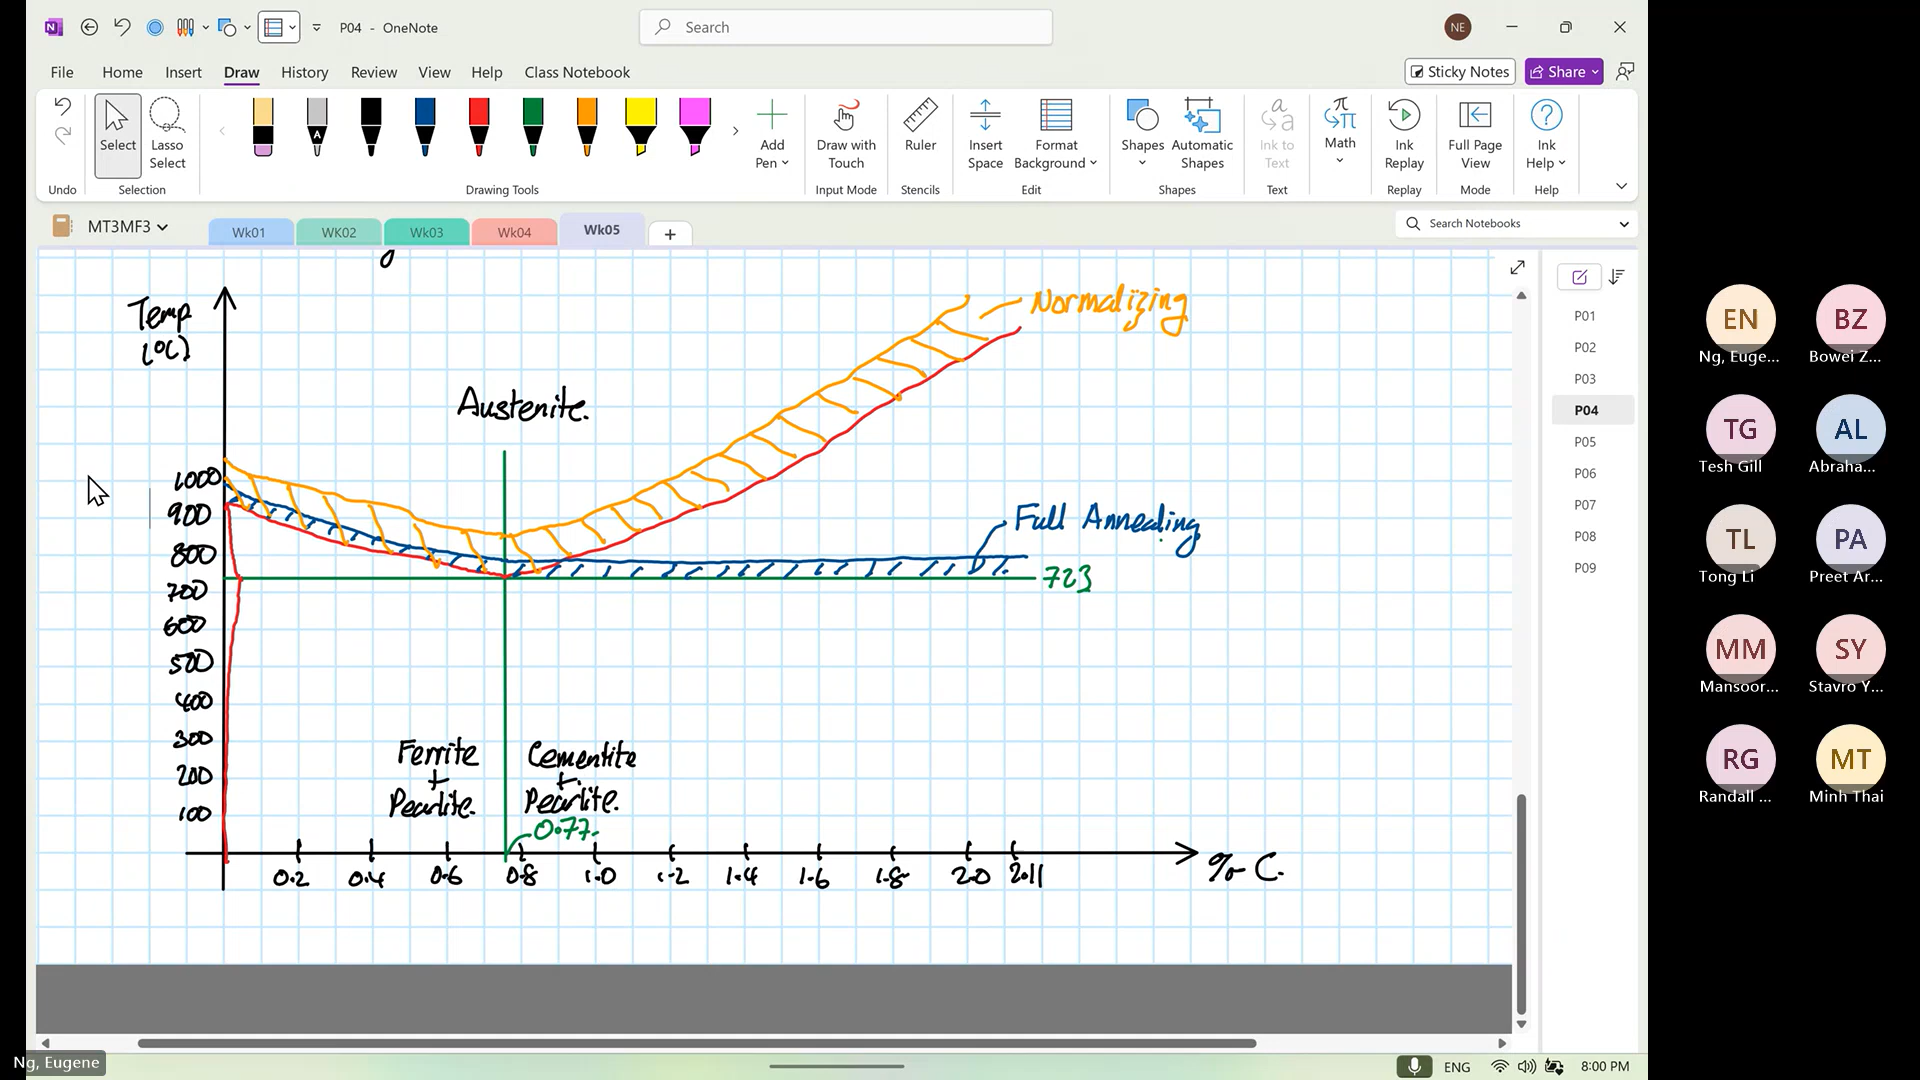 P04 - OneNote
Search
NE
File Home Insert Draw History Review View Help Class Notebook
Sticky Notes
Share
Select
Lasso Select
A
Add Pen
Draw with Touch
Ruler
Insert Space
Format Background
Shapes
Automatic Shapes
Ink to Text
Math
Ink Replay
Full Page View
Ink Help
Undo
Selection
Drawing Tools
Input Mode
Stencils
Edit
Shapes
Text
Replay
Mode
Help
MT3MF3
Wk01
WK02
Wk03
Wk04
Wk05
Search Notebooks
Temp
(°C)
Normalizing
Austenite.
1000
900
800
700
600
500
400
300
200
100
Full Annealing
723
Ferrite
+
Pearlite.
Cementite
+
Pearlite.
0.77
0.2 0.4 0.6 0.8 1.0 1.2 1.4 1.6 1.8 2.0 2.11
% C.
P01
P02
P03
P04
P05
P06
P07
P08
P09
EN
Ng, Euge...
BZ
Bowei Z...
TG
Tesh Gill
AL
Abraha...
TL
Tong Li
PA
Preet Ar...
MM
Mansoor...
SY
Stavro Y...
RG
Randall ...
MT
Minh Thai
Ng, Eugene
ENG
8:00 PM